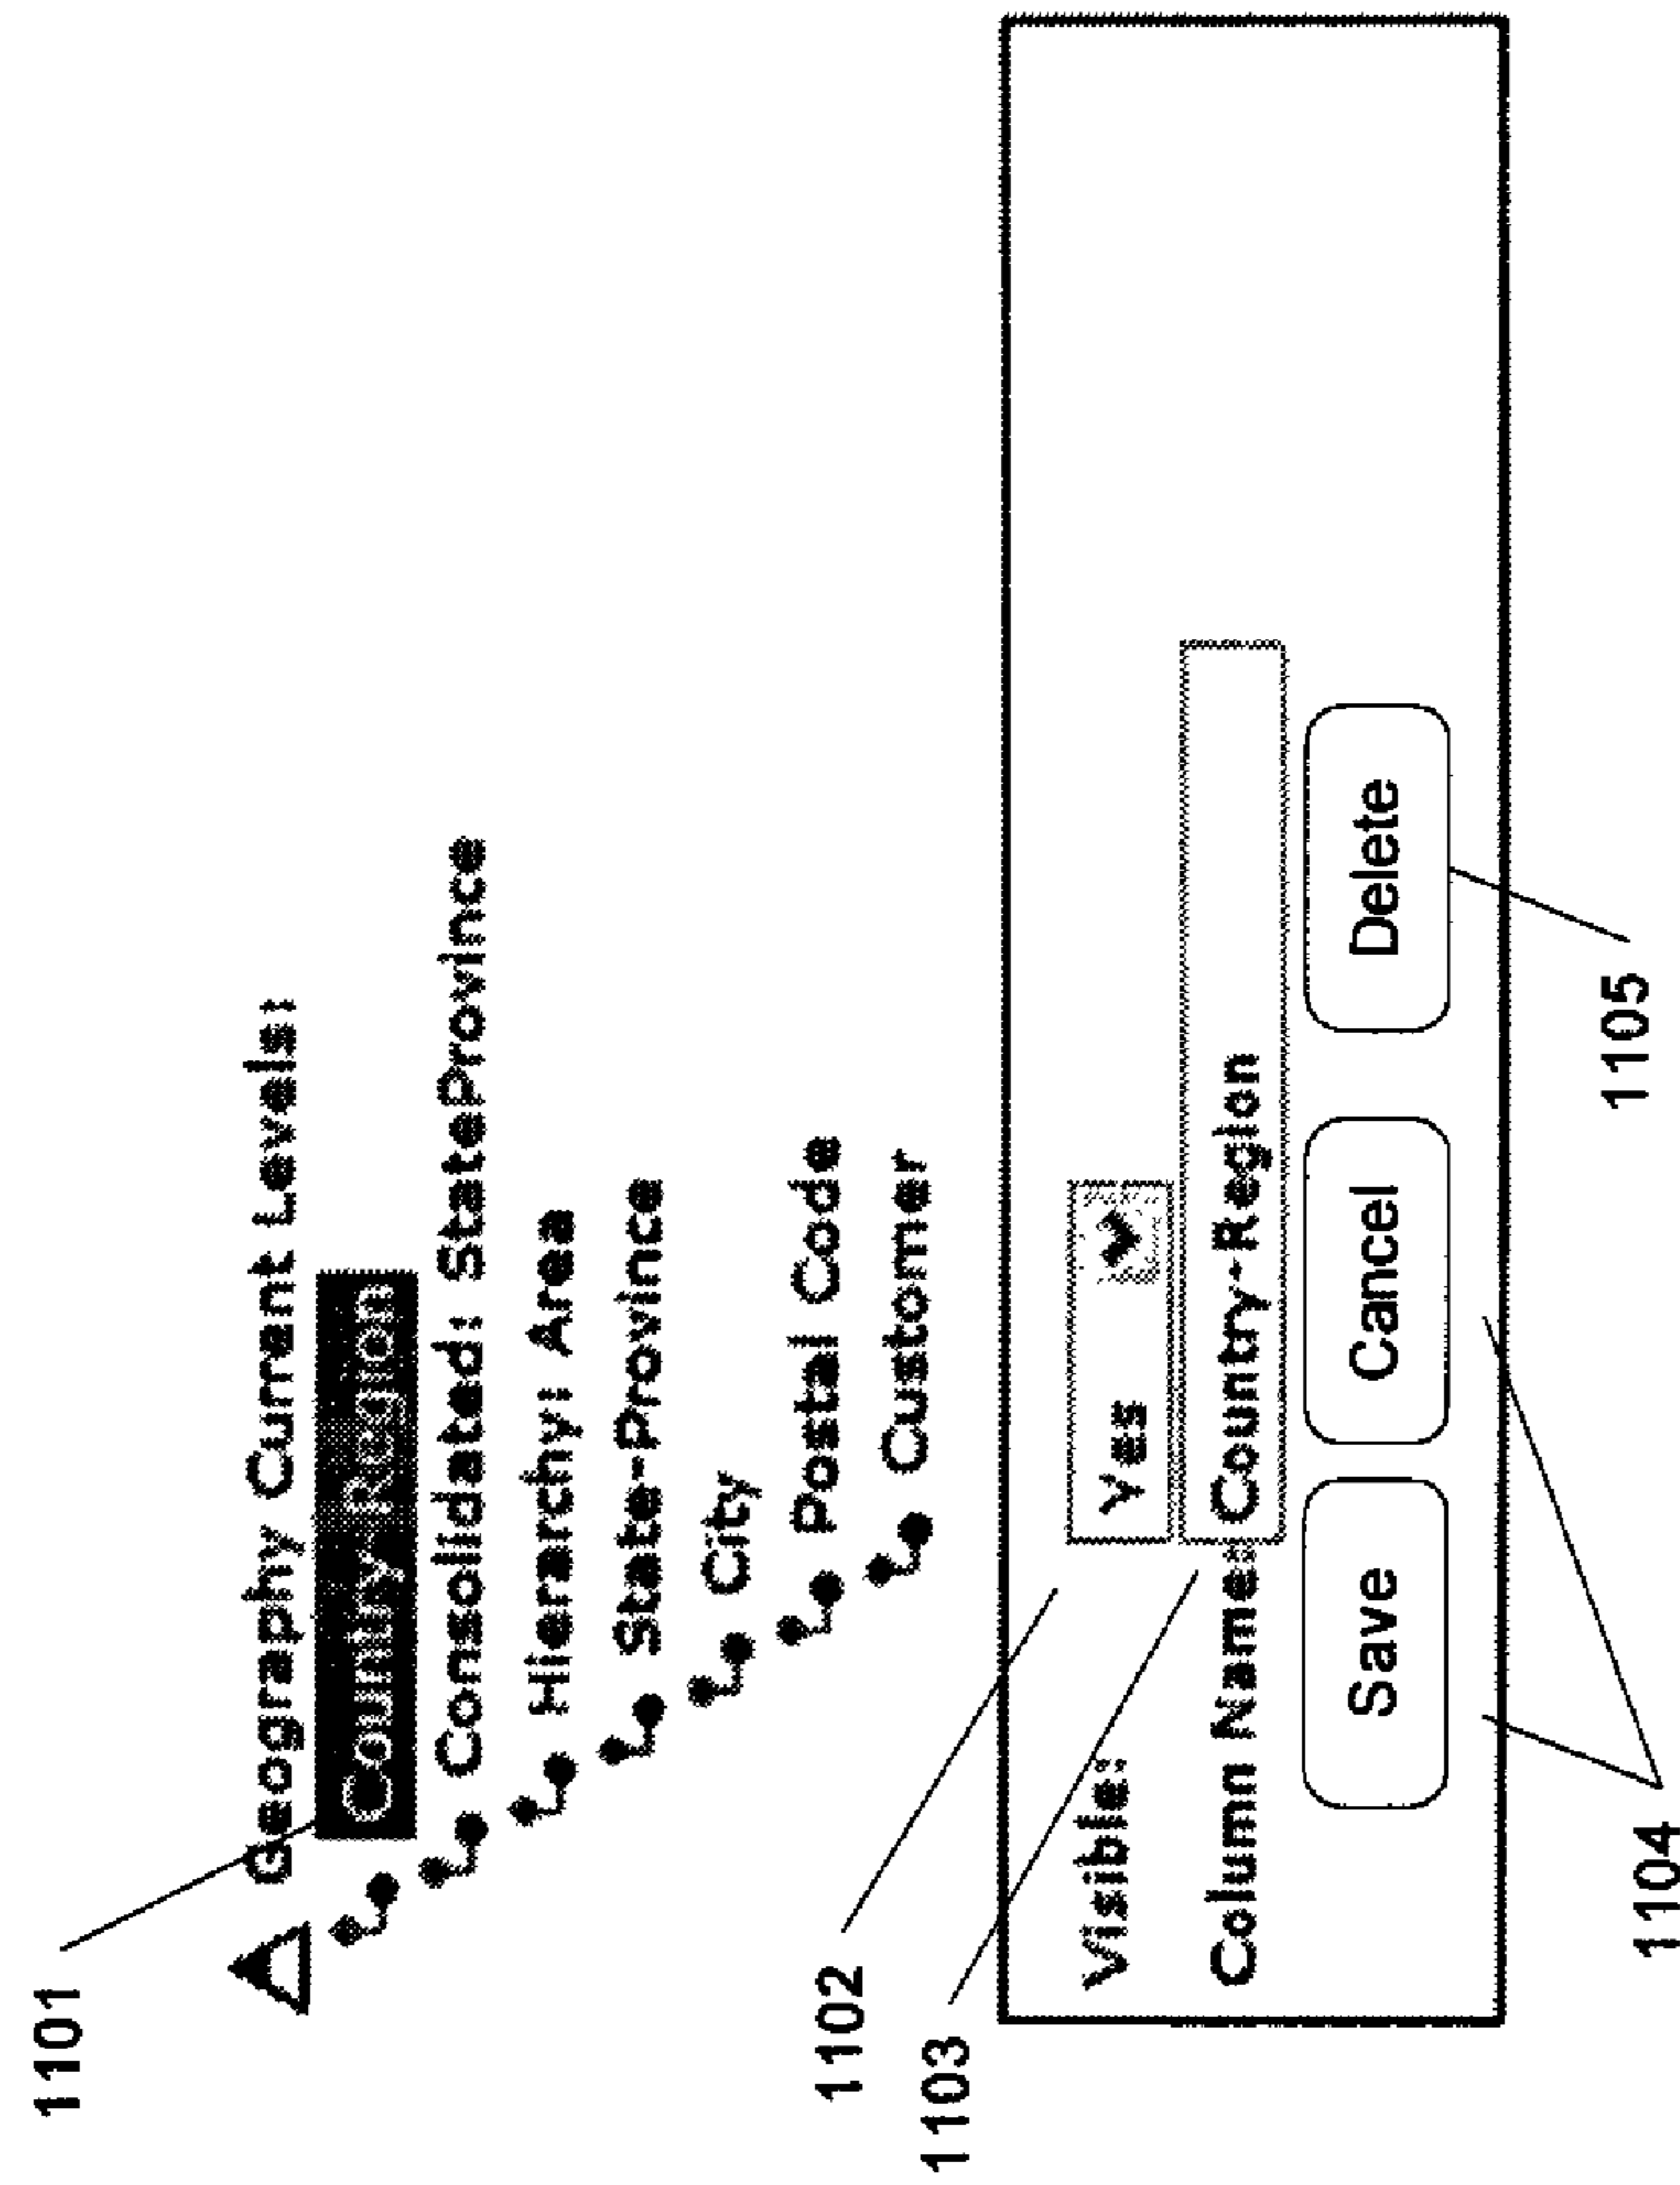 1101
Geography Current Levels:
Country-Region
Consolidated: StateProvince
Hierarchy: Area
State-Province
City
Postal Code
Customer
1102
1103
Visible: Yes
Column Name: Country-Region
Save Cancel Delete
1104
1105